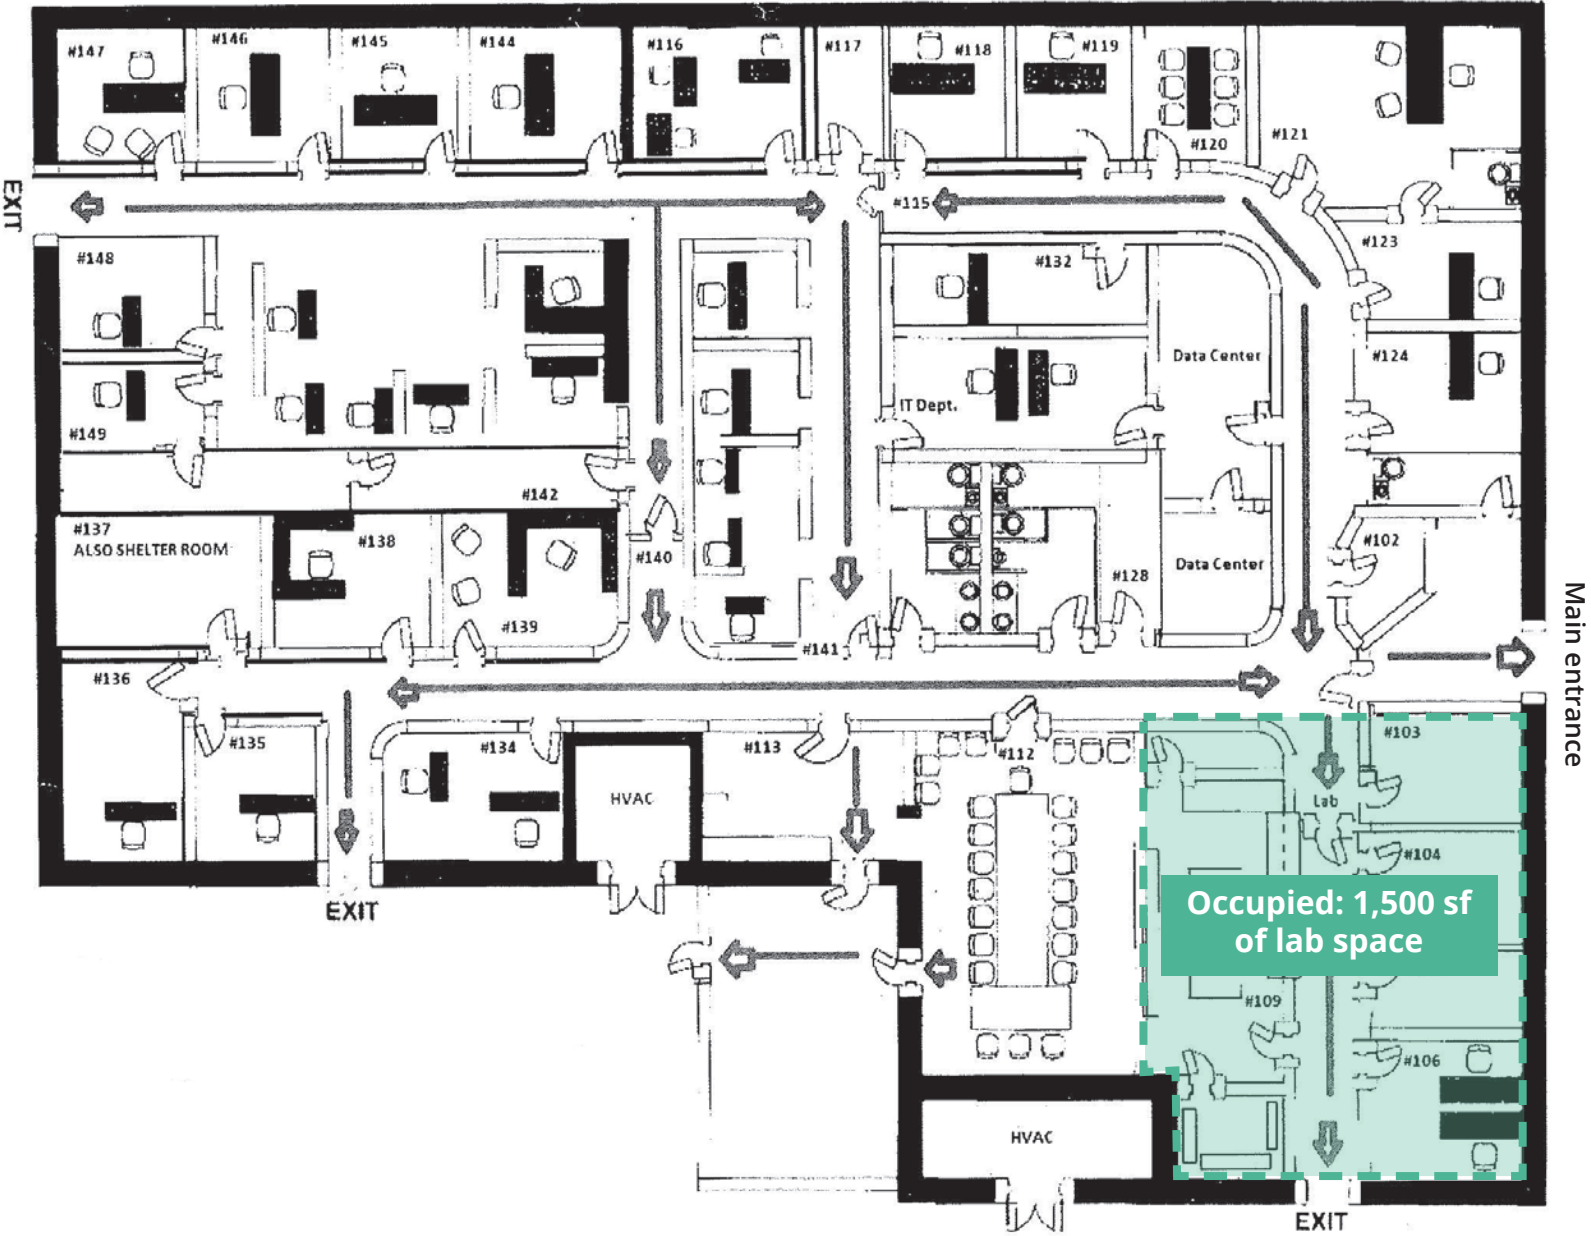 #147
#146
#145
#144
#116
#117
#118
#119
#120
#121
EXIT
#115
#148
#132
#123
Data Center
#124
IT Dept.
#149
#142
#137
ALSO SHELTER ROOM
#138
#140
#102
Data Center
#128
#139
#141
Main entrance
#136
#135
#134
#113
#112
#103
HVAC
Lab
#104
EXIT
Occupied: 1,500 sf
of lab space
#109
#106
HVAC
EXIT